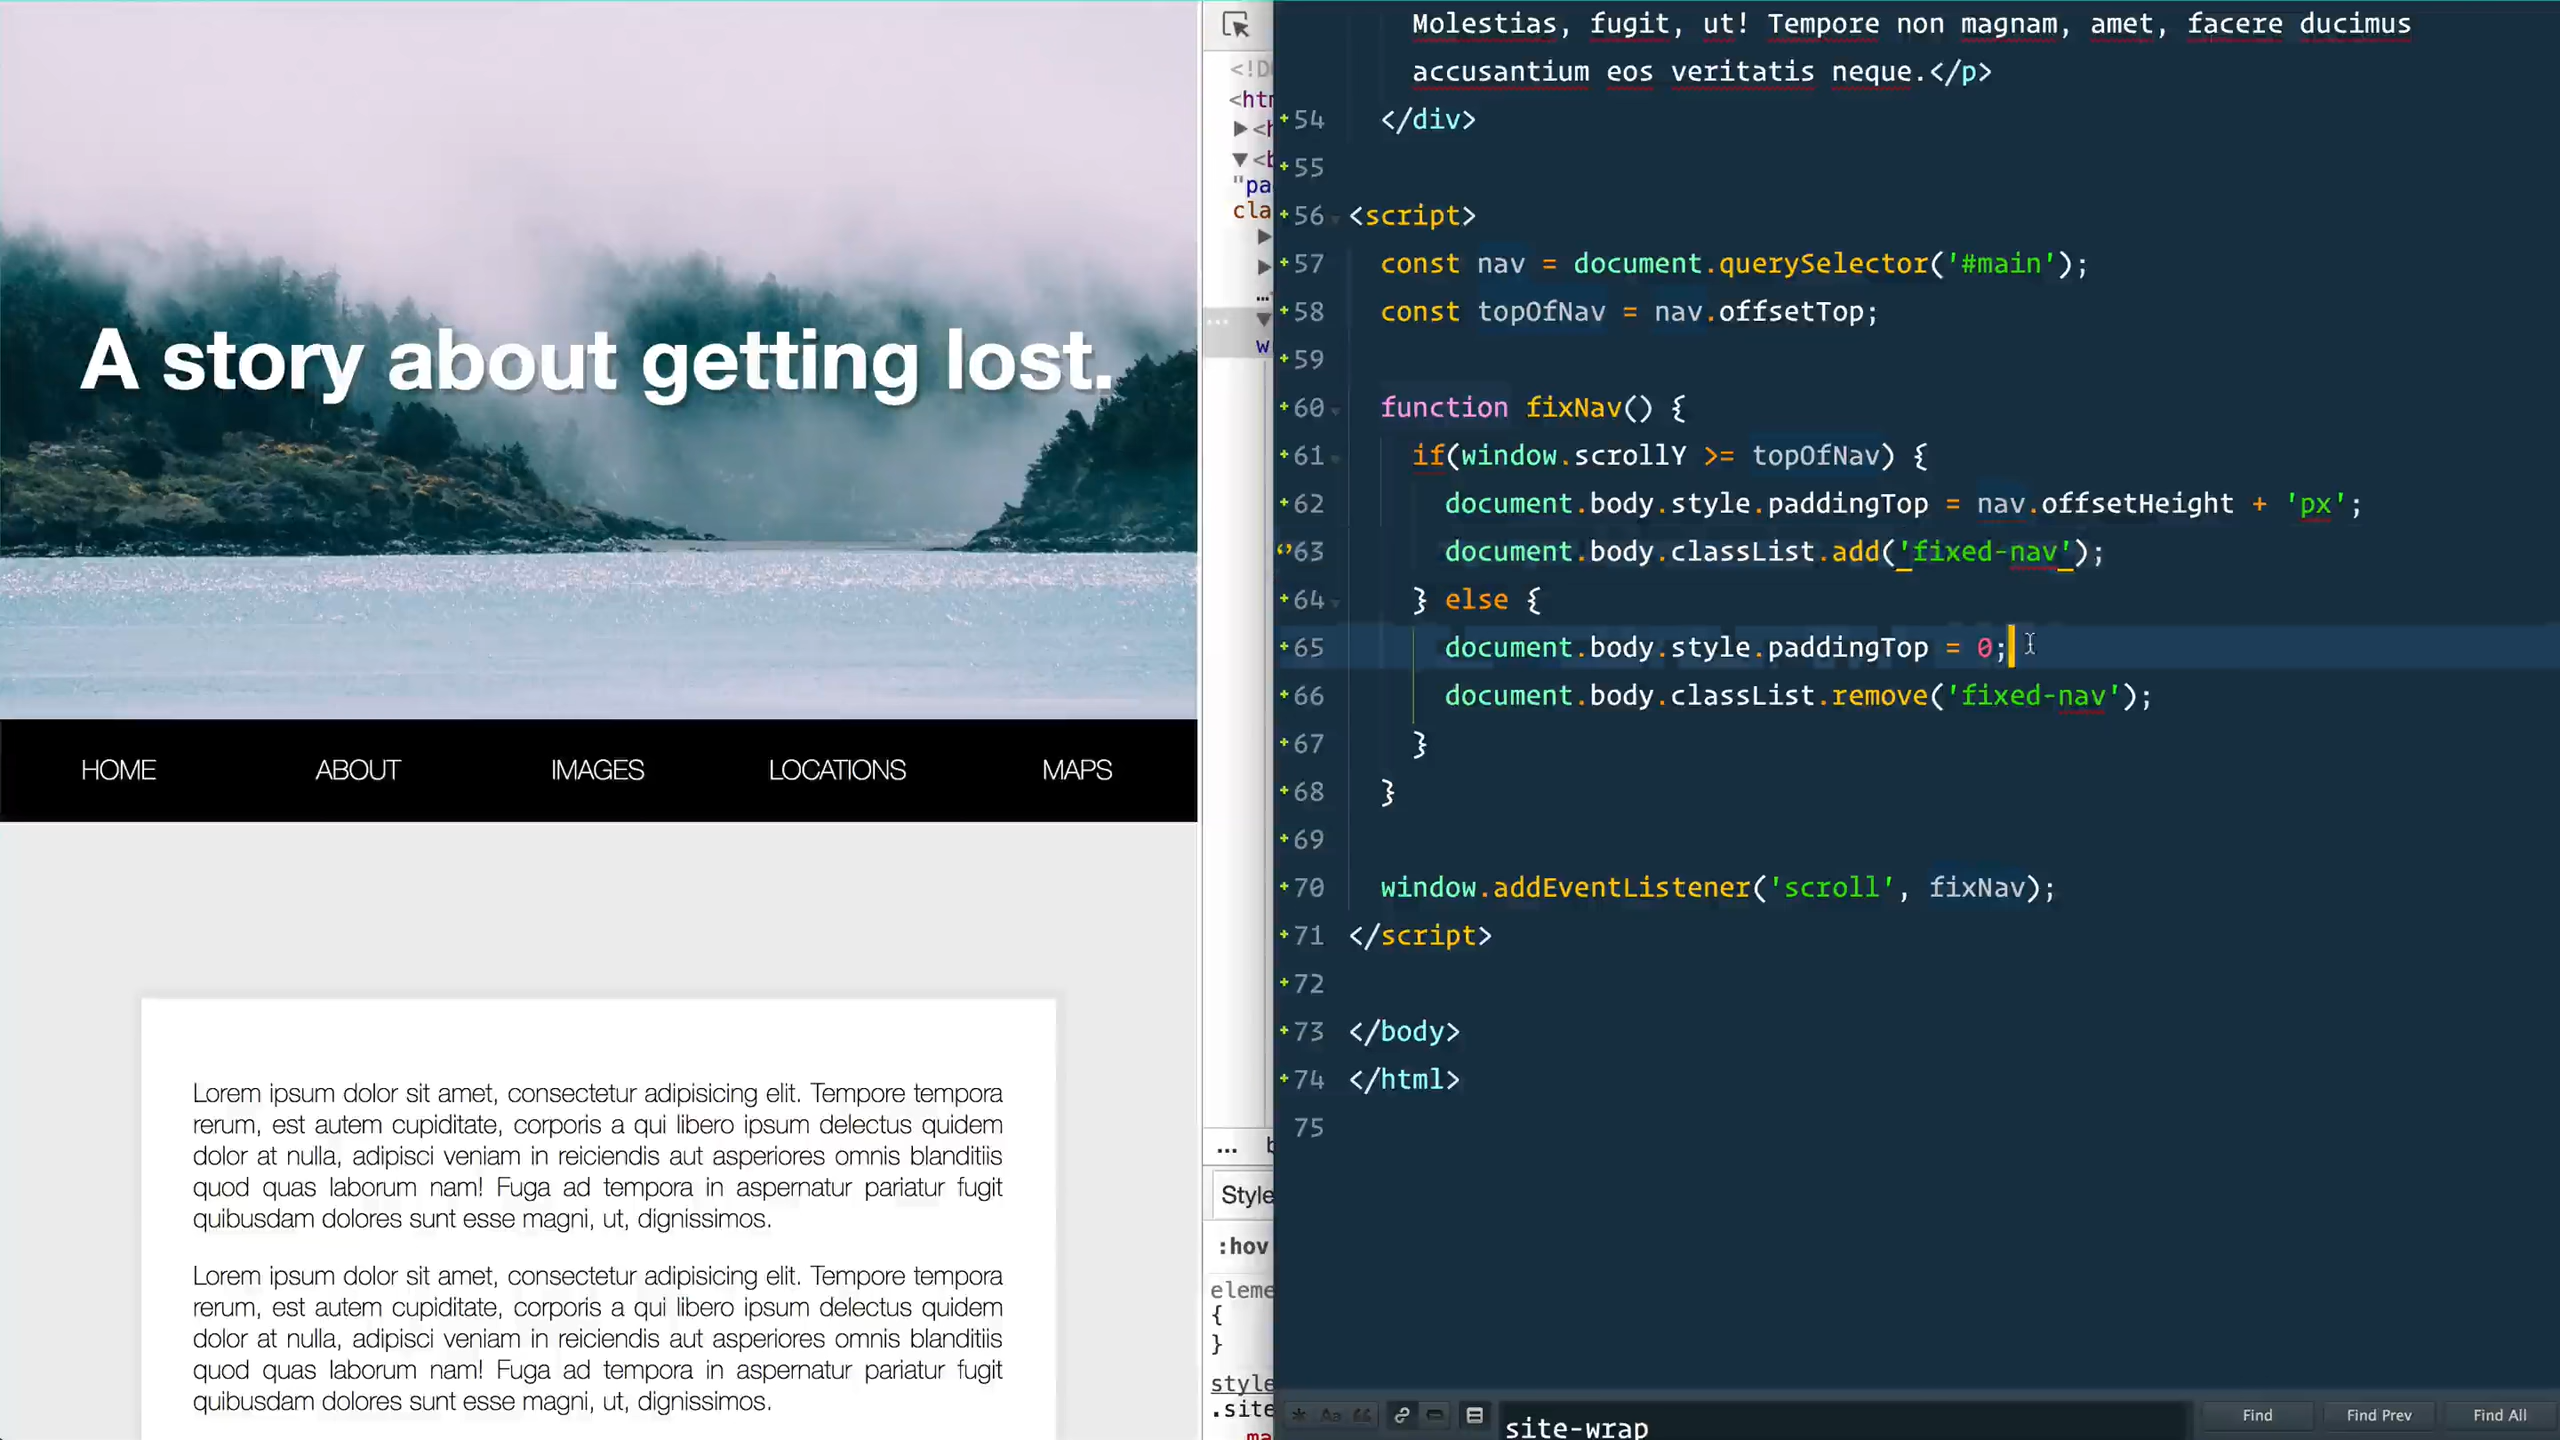 A story about getting lost.
HOME ABOUT IMAGES LOCATIONS MAPS
Lorem ipsum dolor sit amet, consectetur adipisicing elit. Tempore tempora
rerum, est autem cupiditate, corporis a qui libero ipsum delectus quidem
dolor at nulla, adipisci veniam in reiciendis aut asperiores omnis blanditiis
quod quas laborum nam! Fuga ad tempora in aspernatur pariatur fugit
quibusdam dolores sunt esse magni, ut, dignissimos.
Lorem ipsum dolor sit amet, consectetur adipisicing elit. Tempore tempora
rerum, est autem cupiditate, corporis a qui libero ipsum delectus quidem
dolor at nulla, adipisci veniam in reiciendis aut asperiores omnis blanditiis
quod quas laborum nam! Fuga ad tempora in aspernatur pariatur fugit
quibusdam dolores sunt esse magni, ut, dignissimos.
<!D
<htm
"pa
cla
…
w
...
Style
:hov
eleme
{
}
style
.site
Molestias, fugit, ut! Tempore non magnam, amet, facere ducimus
accusantium eos veritatis neque.</p>
54 </div>
55
56 <script>
57 const nav = document.querySelector('#main');
58 const topOfNav = nav.offsetTop;
59
60 function fixNav() {
61 if(window.scrollY >= topOfNav) {
62 document.body.style.paddingTop = nav.offsetHeight + 'px';
63 document.body.classList.add('fixed-nav');
64 } else {
65 document.body.style.paddingTop = 0;
66 document.body.classList.remove('fixed-nav');
67 }
68 }
69
70 window.addEventListener('scroll', fixNav);
71 </script>
72
73 </body>
74 </html>
75
Aa
site-wrap
Find Find Prev Find All